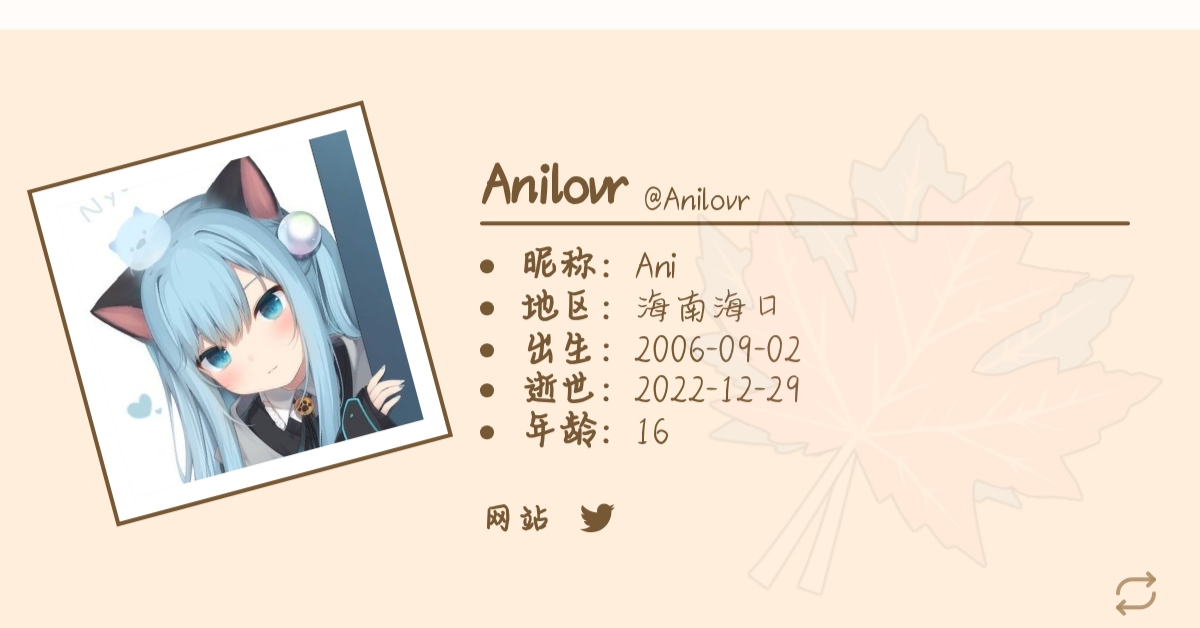 Ny~
Anilovr @Anilovr
昵称： Ani
地区： 海南海口
出生： 2006-09-02
逝世： 2022-12-29
年龄： 16
网站